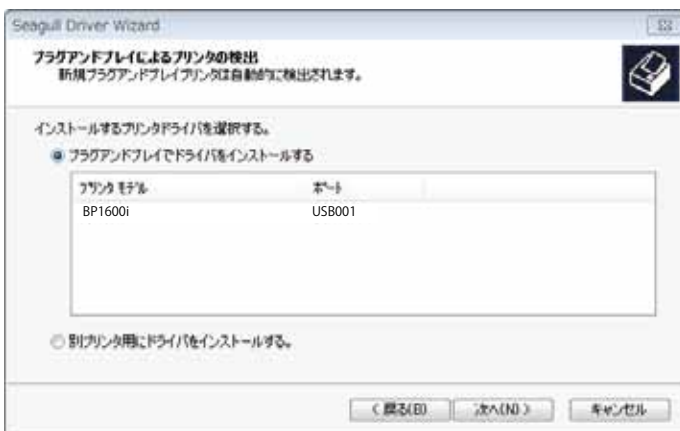 Seagull Driver Wizard
プラグアンドプレイによるプリンタの検出
新規プラグアンドプレイプリンタは自動的に検出されます。
インストールするプリンタドライバを選択する。
プラグアンドプレイでドライバをインストールする
プリンタ モデル ポート
BP1600i USB001
別プリンタ用にドライバをインストールする。
< 戻る(B) 次へ(N) > キャンセル